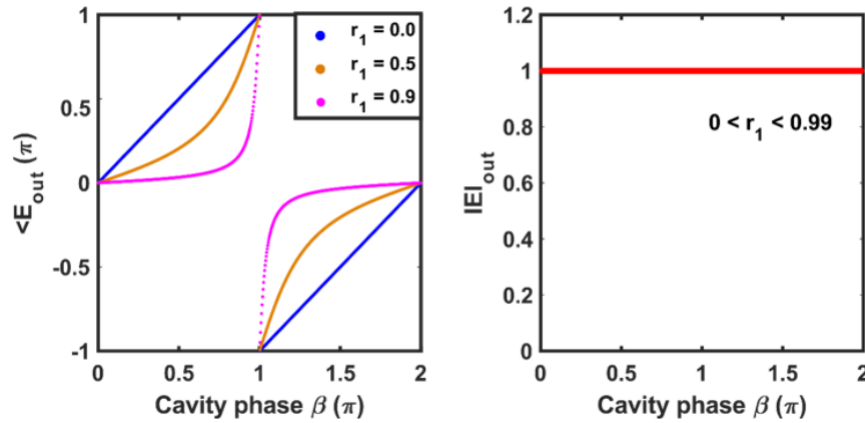 1
0.5
0
-0.5
-1
<E_out (π)
r_1 = 0.0
r_1 = 0.5
r_1 = 0.9
0
0.5
1
1.5
2
Cavity phase β (π)
1.2
1
0.8
0.6
0.4
0.2
0
|E|_out
0 < r_1 < 0.99
0
0.5
1
1.5
2
Cavity phase β (π)